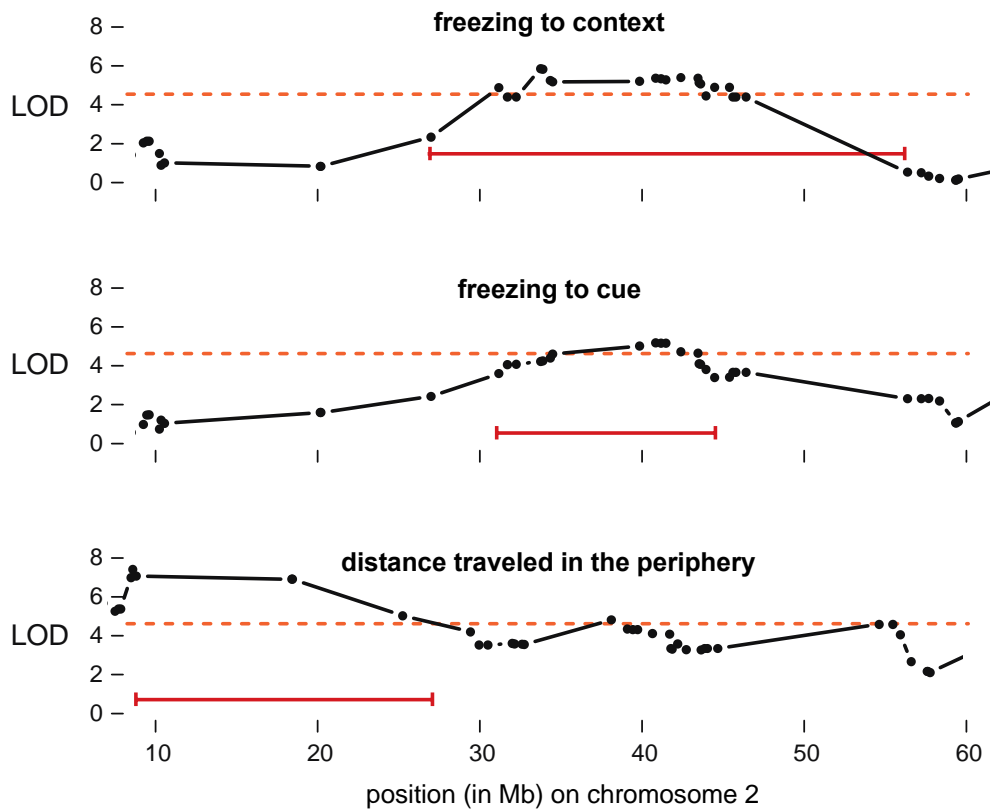 freezing to context
8
6
LOD 4
2
0
freezing to cue
8
6
LOD 4
2
0
distance traveled in the periphery
8
6
LOD 4
2
0
10 20 30 40 50 60
position (in Mb) on chromosome 2